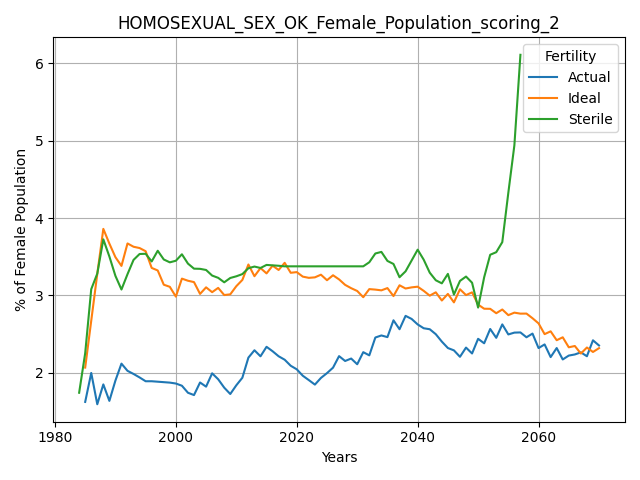 HOMOSEXUAL_SEX_OK_Female_Population_scoring_2
% of Female Population
6
5
4
3
2
Fertility
Actual
Ideal
Sterile
1980 2000 2020 2040 2060
Years